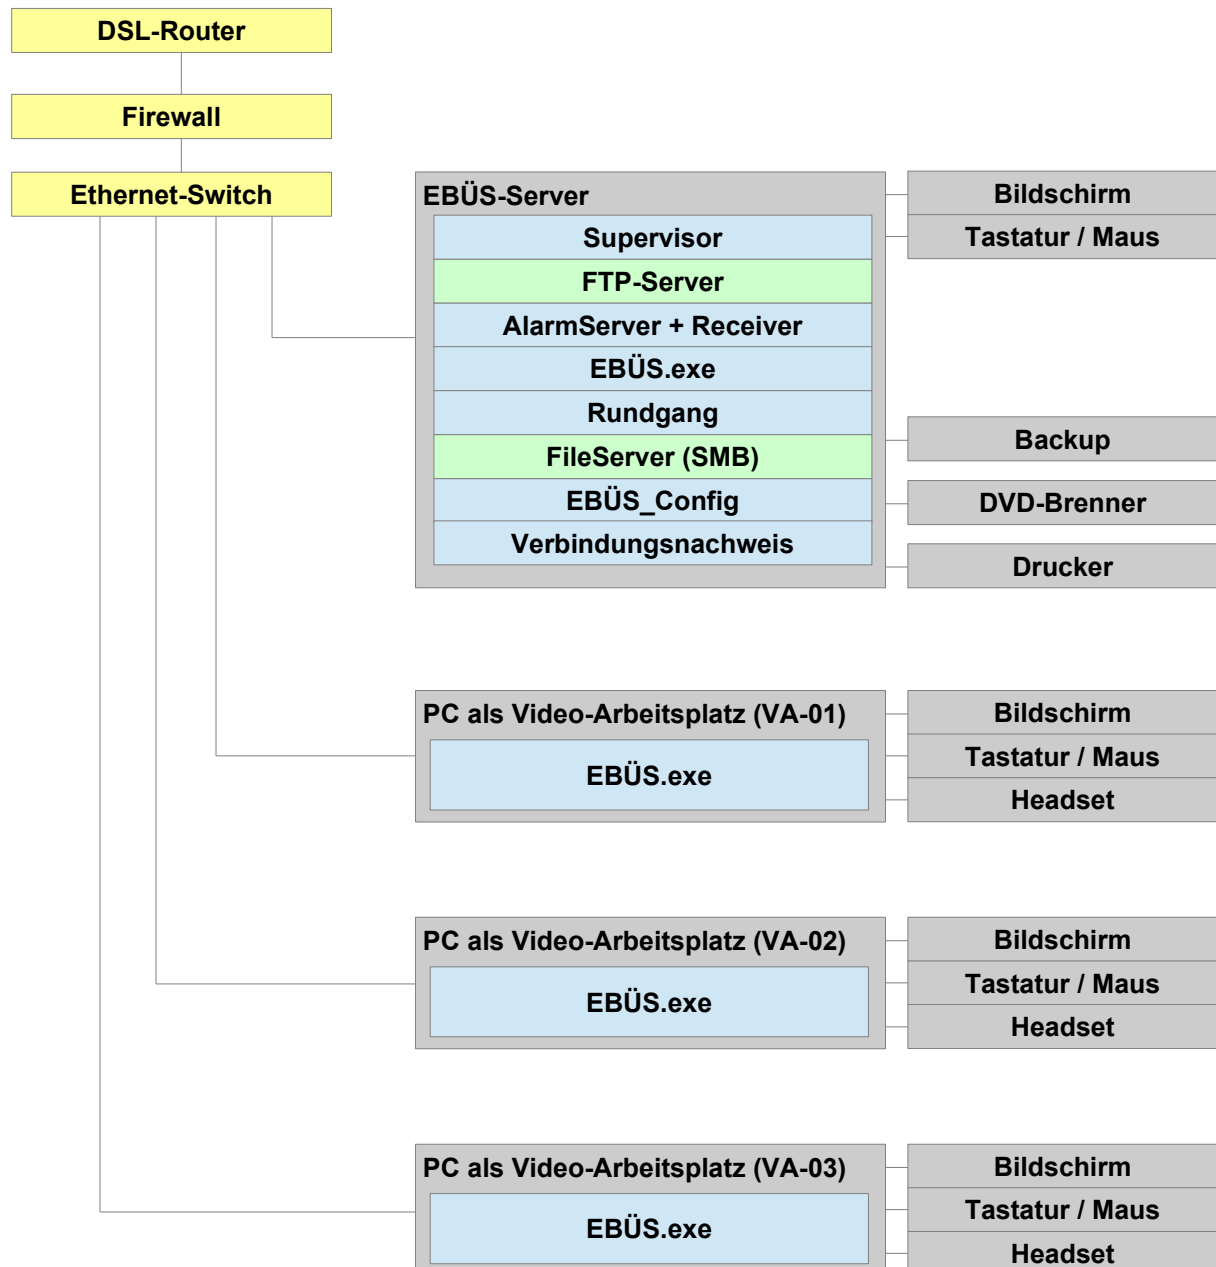 DSL-Router
Firewall
Ethernet-Switch
EBÜS-Server
Supervisor
FTP-Server
AlarmServer + Receiver
EBÜS.exe
Rundgang
FileServer (SMB)
EBÜS_Config
Verbindungsnachweis
Bildschirm
Tastatur / Maus
Backup
DVD-Brenner
Drucker
PC als Video-Arbeitsplatz (VA-01)
EBÜS.exe
Bildschirm
Tastatur / Maus
Headset
PC als Video-Arbeitsplatz (VA-02)
EBÜS.exe
Bildschirm
Tastatur / Maus
Headset
PC als Video-Arbeitsplatz (VA-03)
EBÜS.exe
Bildschirm
Tastatur / Maus
Headset